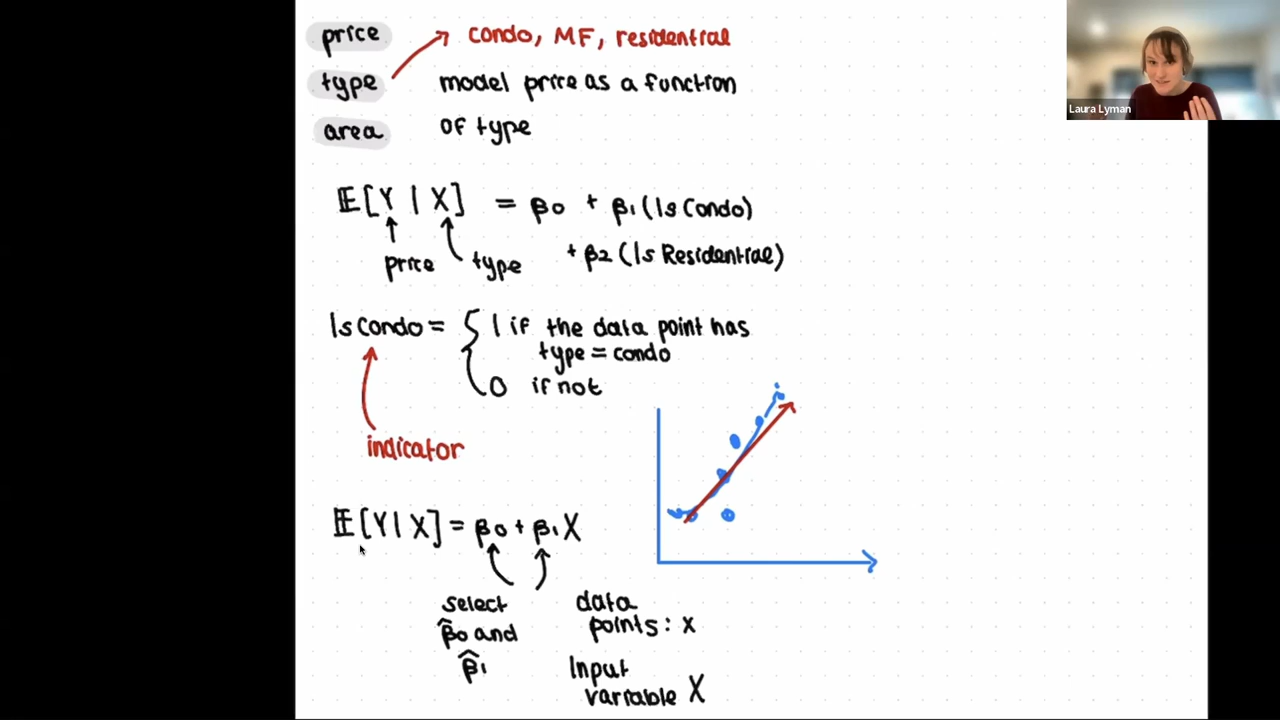 price
condo, MF, residential
type
model price as a function
area
of type
𝔼[Y | X] = β0 + β1 (Is Condo)
+ β2 (Is Residential)
price
type
Is Condo = { 1 if the data point has
type = condo
0 if not
indicator
𝔼[Y | X] = β0 + β1 X
select
β̂0 and
β̂1
data
points: x
Input
variable X
Laura Lyman